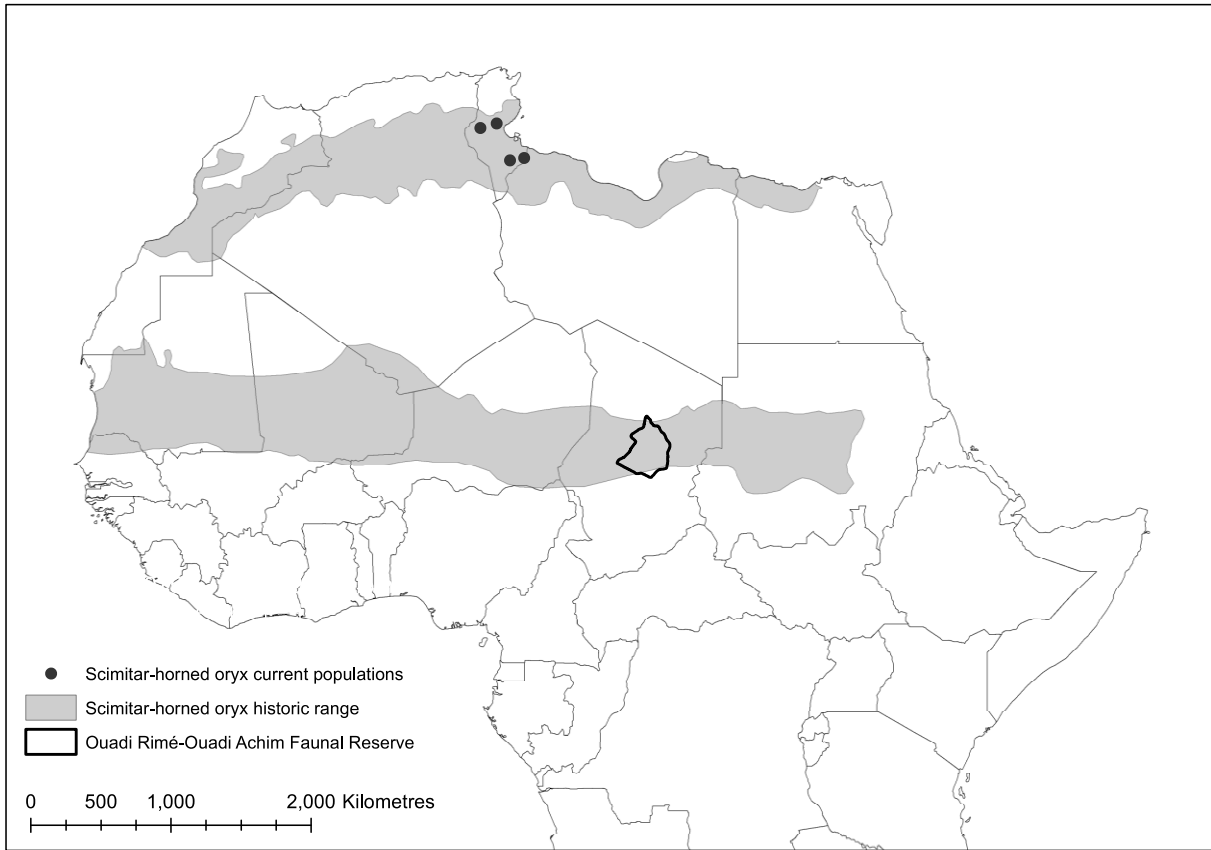 Scimitar-horned oryx current populations
Scimitar-horned oryx historic range
Ouadi Rimé-Ouadi Achim Faunal Reserve
0 500 1,000 2,000 Kilometres